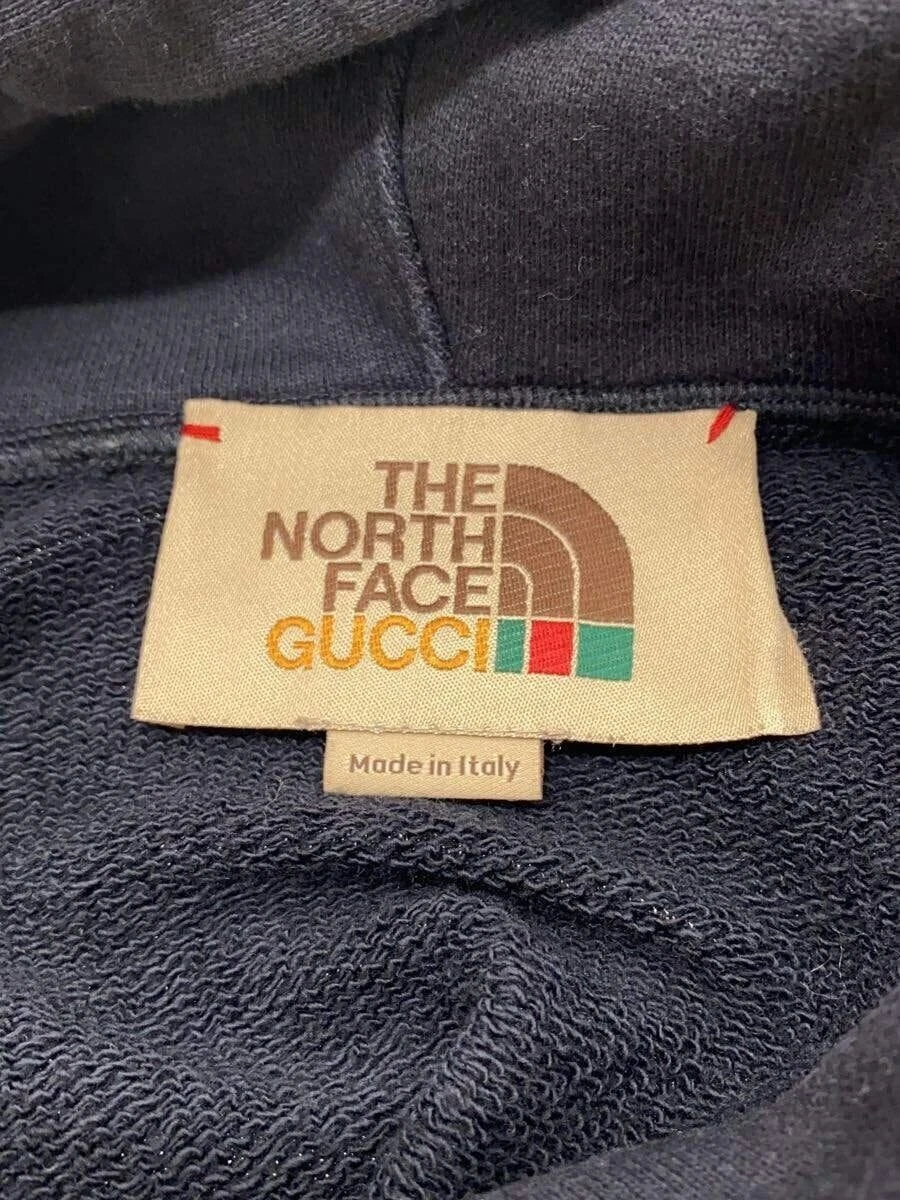 THE
NORTH
FACE
GUCCI
Made in Italy